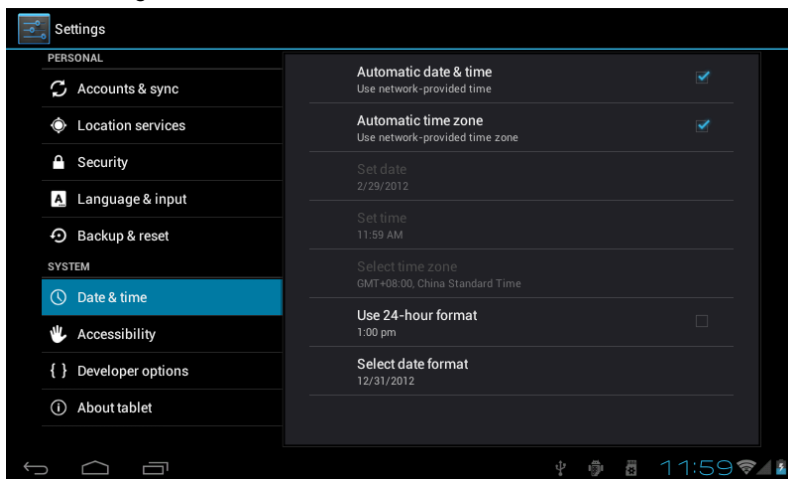 Settings
PERSONAL
Accounts & sync
Location services
Security
Language & input
Backup & reset
SYSTEM
Date & time
Accessibility
Developer options
About tablet
Automatic date & time
Use network-provided time
Automatic time zone
Use network-provided time zone
Set date
2/29/2012
Set time
11:59 AM
Select time zone
GMT+08:00, China Standard Time
Use 24-hour format
1:00 pm
Select date format
12/31/2012
11:59